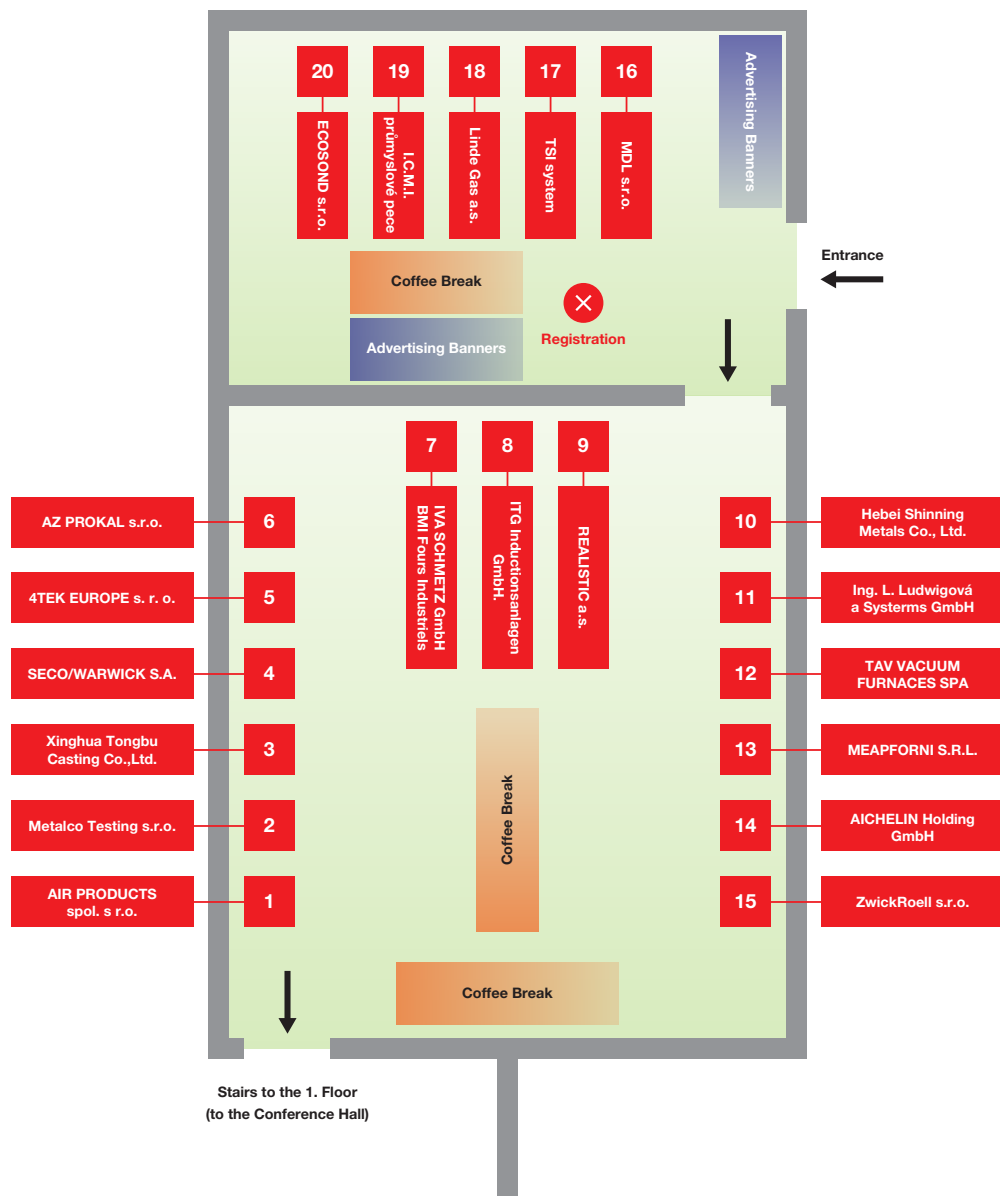 20
19
18
17
16
ECOSOND s.r.o.
I.C.M.I.
průmyslové pece
Linde Gas a.s.
TSI system
MDL s.r.o.
Advertising Banners
Entrance
Coffee Break
Registration
Advertising Banners
7
8
9
IVA SCHMETZ GmbH
BMI Fours Industriels
ITG Inductionsanlagen
GmbH.
REALISTIC a.s.
AZ PROKAL s.r.o.
6
4TEK EUROPE s. r. o.
5
SECO/WARWICK S.A.
4
Xinghua Tongbu
Casting Co.,Ltd.
3
Metalco Testing s.r.o.
2
AIR PRODUCTS
spol. s r.o.
1
10
Hebei Shinning
Metals Co., Ltd.
11
Ing. L. Ludwigová
a Systerms GmbH
12
TAV VACUUM
FURNACES SPA
13
MEAPFORNI S.R.L.
14
AICHELIN Holding
GmbH
15
ZwickRoell s.r.o.
Coffee Break
Coffee Break
Stairs to the 1. Floor
(to the Conference Hall)